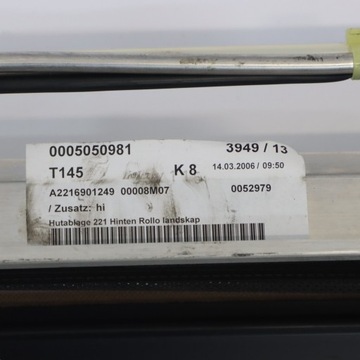 0005050981 3949 / 13
T145 K 8 14.03.2006 / 09:50
A2216901249 00008M07 0052979
/ Zusatz: hi
Hutablage 221 Hinten Rollo landskap